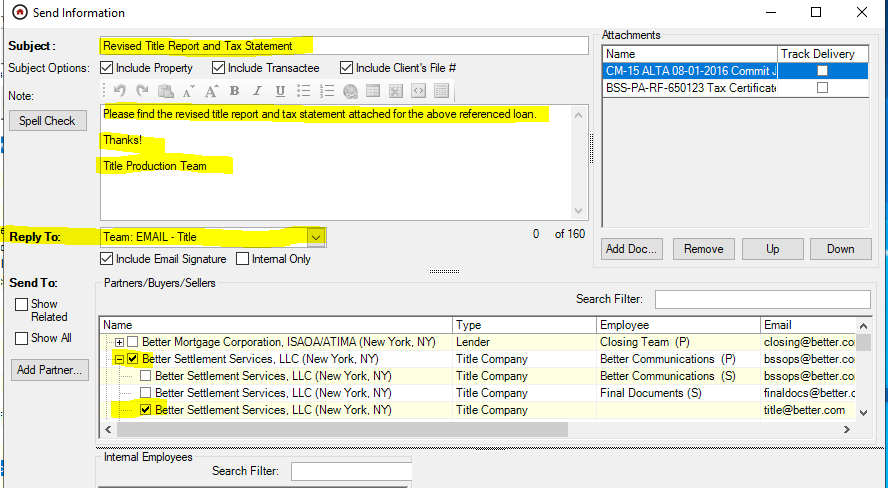 Send Information
Subject :
Revised Title Report and Tax Statement
Subject Options:
Include Property
Include Transactee
Include Client's File #
Note:
Spell Check
Please find the revised title report and tax statement attached for the above referenced loan.
Thanks!
Title Production Team
Reply To:
Team: EMAIL - Title
0 of 160
Include Email Signature
Internal Only
Attachments
Name Track Delivery
CM-15 ALTA 08-01-2016 Commit J
BSS-PA-RF-650123 Tax Certificate
Add Doc...
Remove
Up
Down
Send To:
Show Related
Show All
Add Partner...
Partners/Buyers/Sellers
Search Filter:
Name Type Employee Email
Better Mortgage Corporation, ISAOA/ATIMA (New York, NY) Lender Closing Team (P) closing@better.com
Better Settlement Services, LLC (New York, NY) Title Company Better Communications (P) bssops@better.co
Better Settlement Services, LLC (New York, NY) Title Company Better Communications (S) bssops@better.co
Better Settlement Services, LLC (New York, NY) Title Company Final Documents (S) finaldocs@better.c
Better Settlement Services, LLC (New York, NY) Title Company title@better.com
Internal Employees
Search Filter: